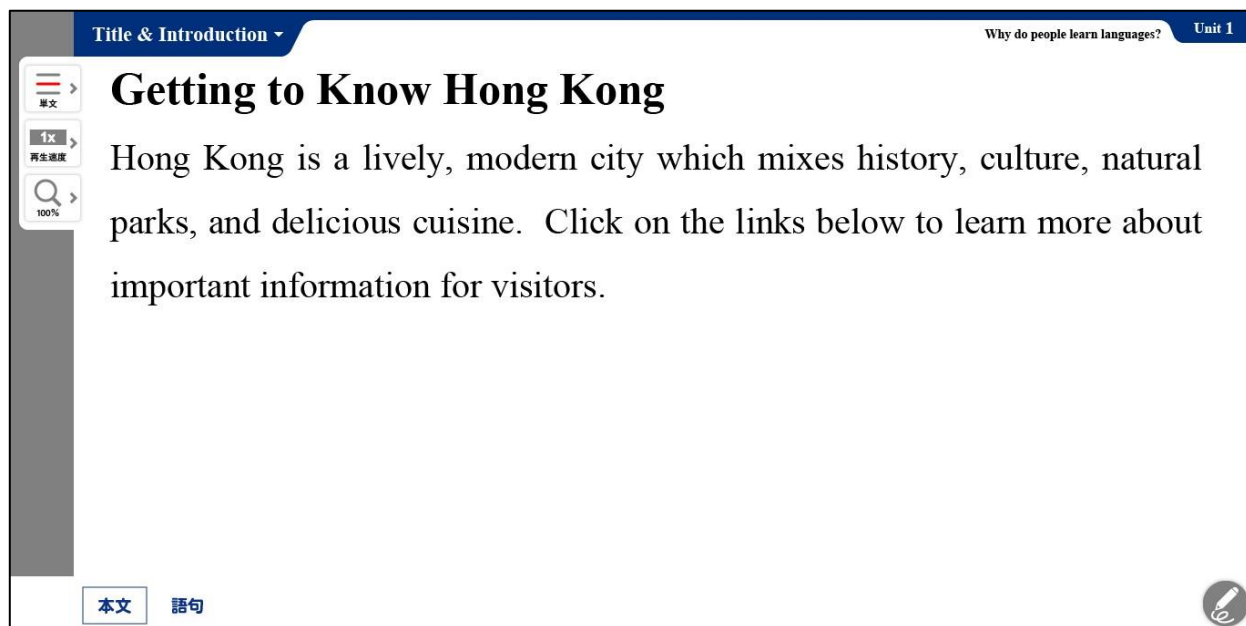 Title & Introduction
Why do people learn languages?
Unit 1
単文
1x
再生速度
100%
Getting to Know Hong Kong
Hong Kong is a lively, modern city which mixes history, culture, natural
parks, and delicious cuisine. Click on the links below to learn more about
important information for visitors.
本文
語句